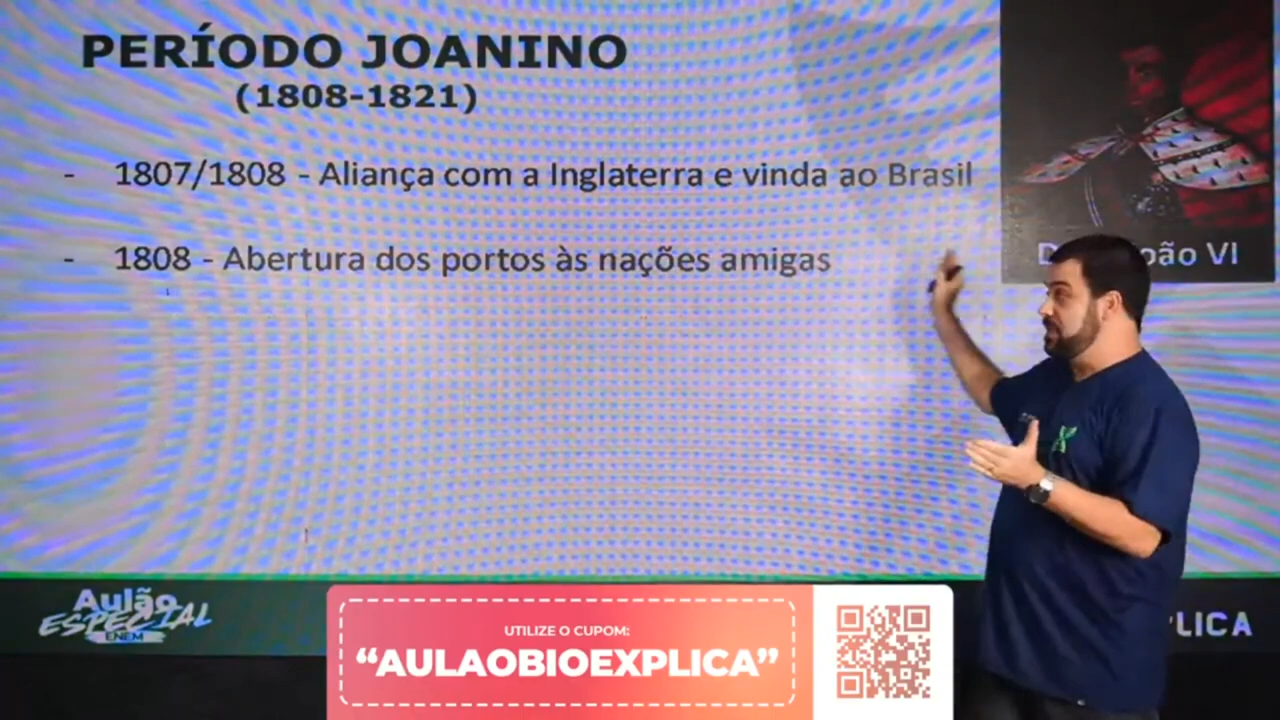 PERÍODO JOANINO
(1808-1821)
- 1807/1808 - Aliança com a Inglaterra e vinda ao Brasil
- 1808 - Abertura dos portos às nações amigas
oão VI
Aulão
ESPECIAL
ENEM
LICA
UTILIZE O CUPOM:
“AULAOBIOEXPLICA”